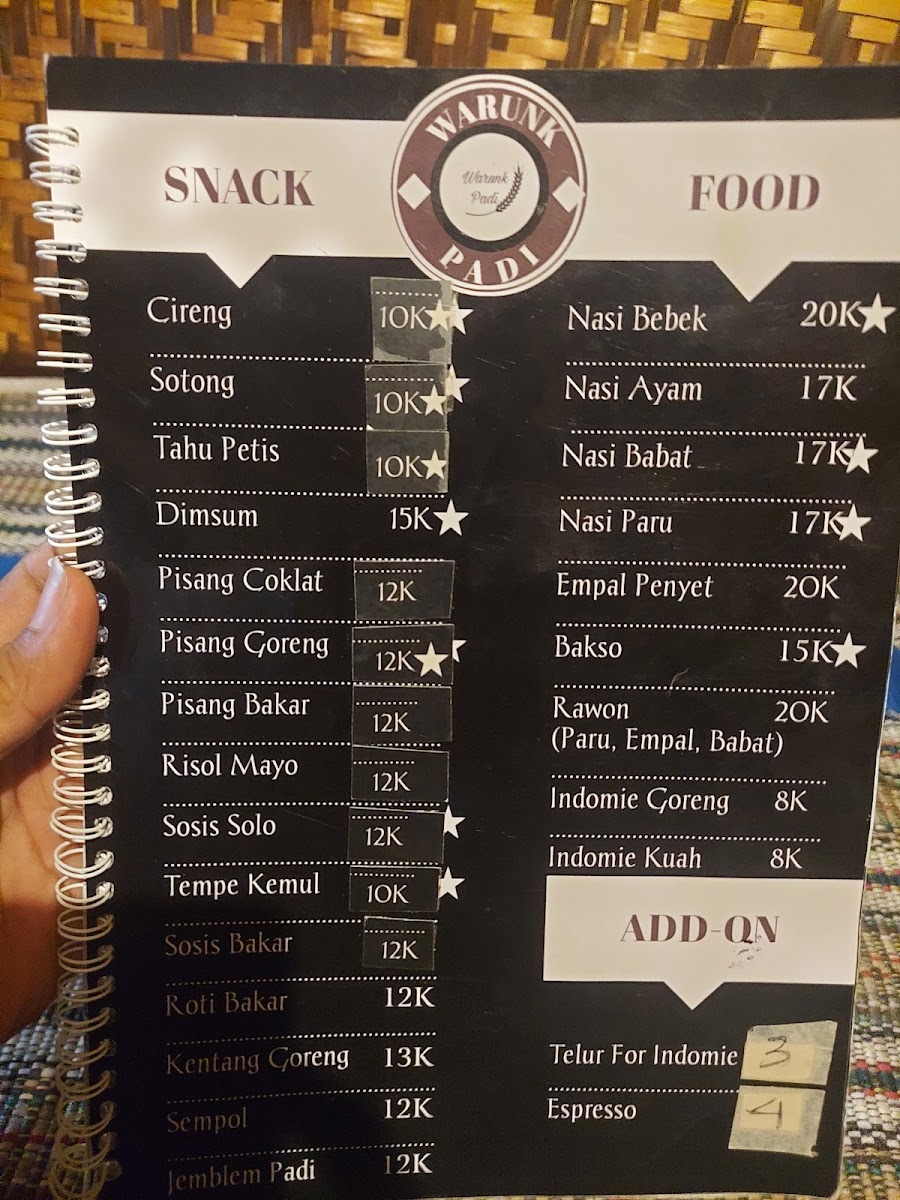 WARUNK
Warunk
Padi
PADI
SNACK
Cireng 10K
Sotong 10K
Tahu Petis 10K
Dimsum 15K
Pisang Coklat 12K
Pisang Goreng 12K
Pisang Bakar 12K
Risol Mayo 12K
Sosis Solo 12K
Tempe Kemul 10K
Sosis Bakar 12K
Roti Bakar 12K
Kentang Goreng 13K
Sempol 12K
Jemblem Padi 12K
FOOD
Nasi Bebek 20K
Nasi Ayam 17K
Nasi Babat 17K
Nasi Paru 17K
Empal Penyet 20K
Bakso 15K
Rawon 20K
(Paru, Empal, Babat)
Indomie Goreng 8K
Indomie Kuah 8K
ADD-ON
Telur For Indomie 3
Espresso 4